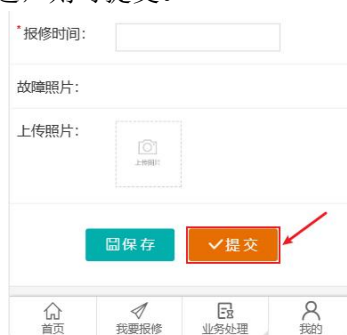 *报修时间:
故障照片:
上传照片:
上传照片
保存
提交
首页 我要报修 业务处理 我的